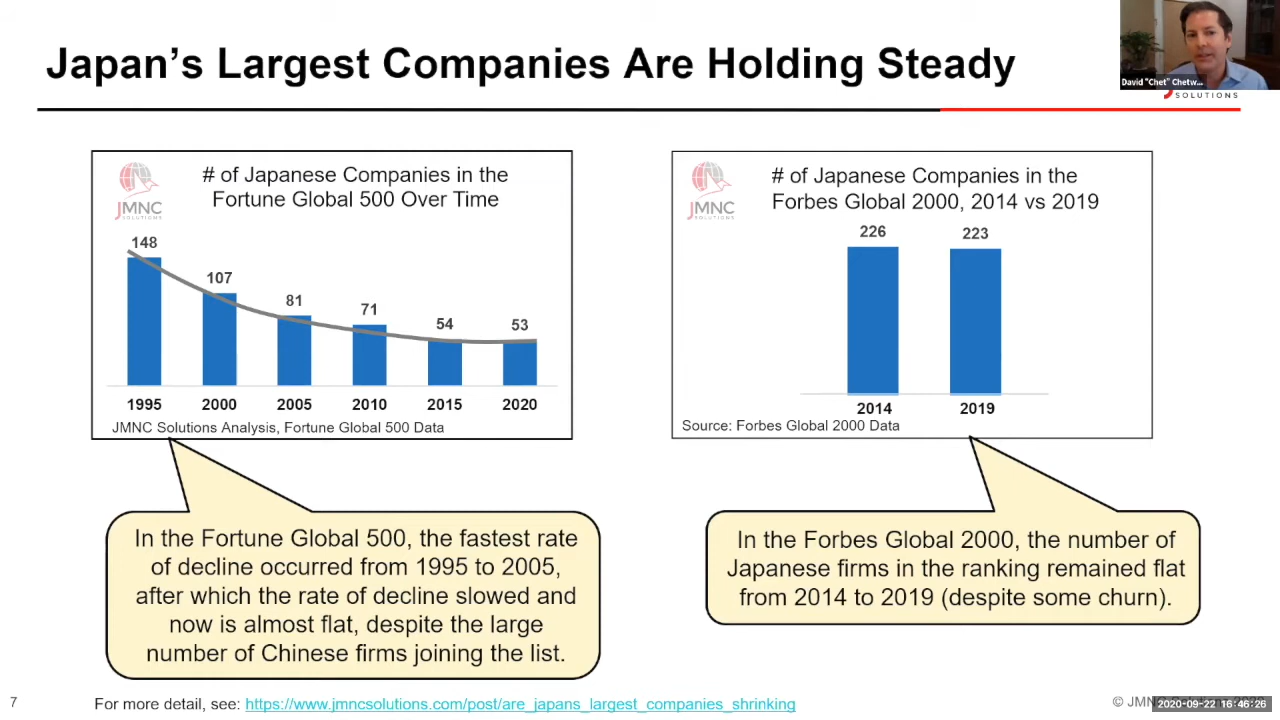 Japan's Largest Companies Are Holding Steady
David "Chet" Chetw...
SOLUTIONS
JMNC
SOLUTIONS
# of Japanese Companies in the
Fortune Global 500 Over Time
148
107
81
71
54
53
1995 2000 2005 2010 2015 2020
JMNC Solutions Analysis, Fortune Global 500 Data
JMNC
SOLUTIONS
# of Japanese Companies in the
Forbes Global 2000, 2014 vs 2019
226 223
2014 2019
Source: Forbes Global 2000 Data
In the Fortune Global 500, the fastest rate
of decline occurred from 1995 to 2005,
after which the rate of decline slowed and
now is almost flat, despite the large
number of Chinese firms joining the list.
In the Forbes Global 2000, the number of
Japanese firms in the ranking remained flat
from 2014 to 2019 (despite some churn).
7
For more detail, see: https://www.jmncsolutions.com/post/are_japans_largest_companies_shrinking
© JMNC
2020-09-22 16:46:26